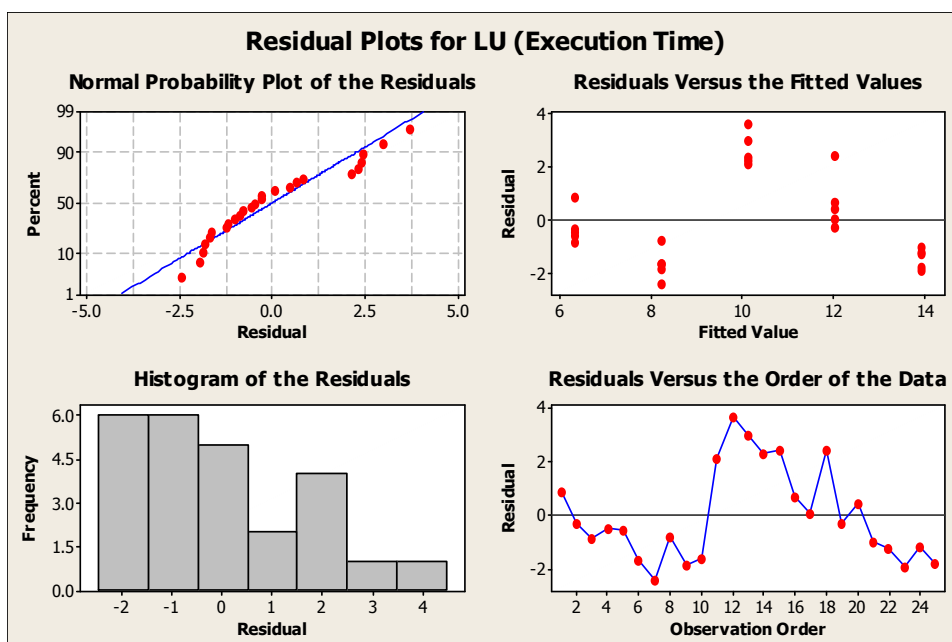 Residual Plots for LU (Execution Time)
Normal Probability Plot of the Residuals
99
90
50
10
1
Percent
-5.0 -2.5 0.0 2.5 5.0
Residual
Residuals Versus the Fitted Values
4
2
0
-2
Residual
6 8 10 12 14
Fitted Value
Histogram of the Residuals
6.0
4.5
3.0
1.5
0.0
Frequency
-2 -1 0 1 2 3 4
Residual
Residuals Versus the Order of the Data
4
2
0
-2
Residual
2 4 6 8 10 12 14 16 18 20 22 24
Observation Order